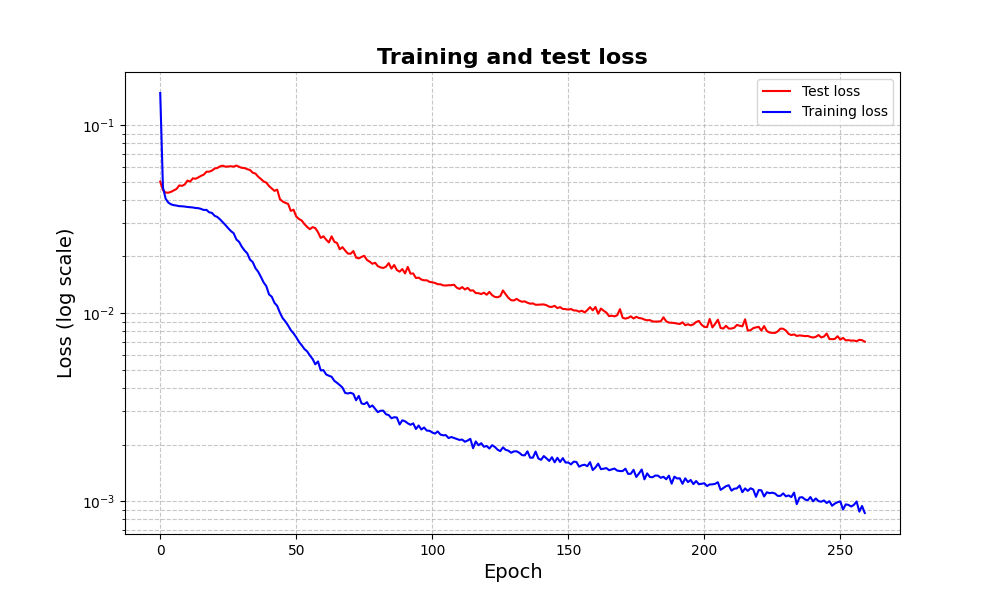 Training and test loss
Test loss
Training loss
10⁻¹
10⁻²
10⁻³
Loss (log scale)
0 50 100 150 200 250
Epoch